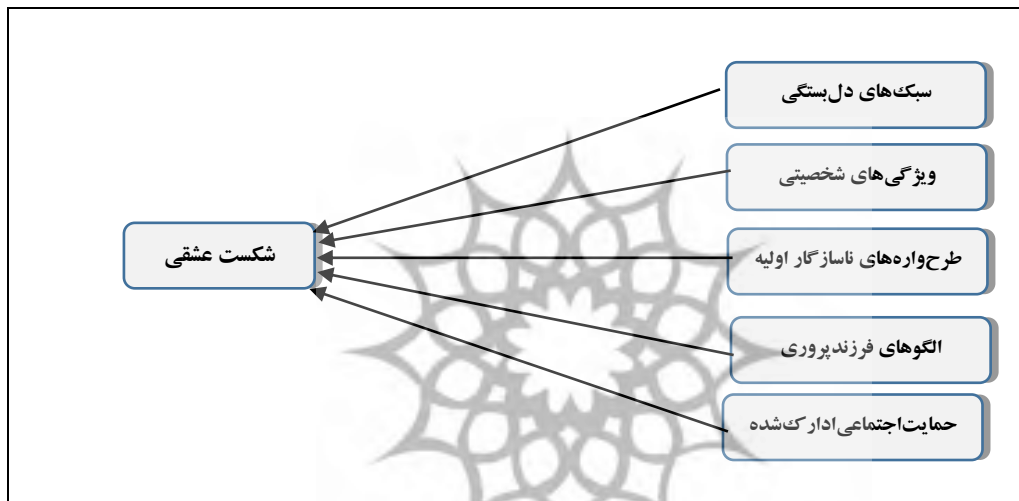 سبک‌های دل‌بستگی
ویژگی‌های شخصیتی
شکست عشقی
طرح‌واره‌های ناسازگار اولیه
الگوهای فرزندپروری
حمایت‌اجتماعی‌ادارک‌شده